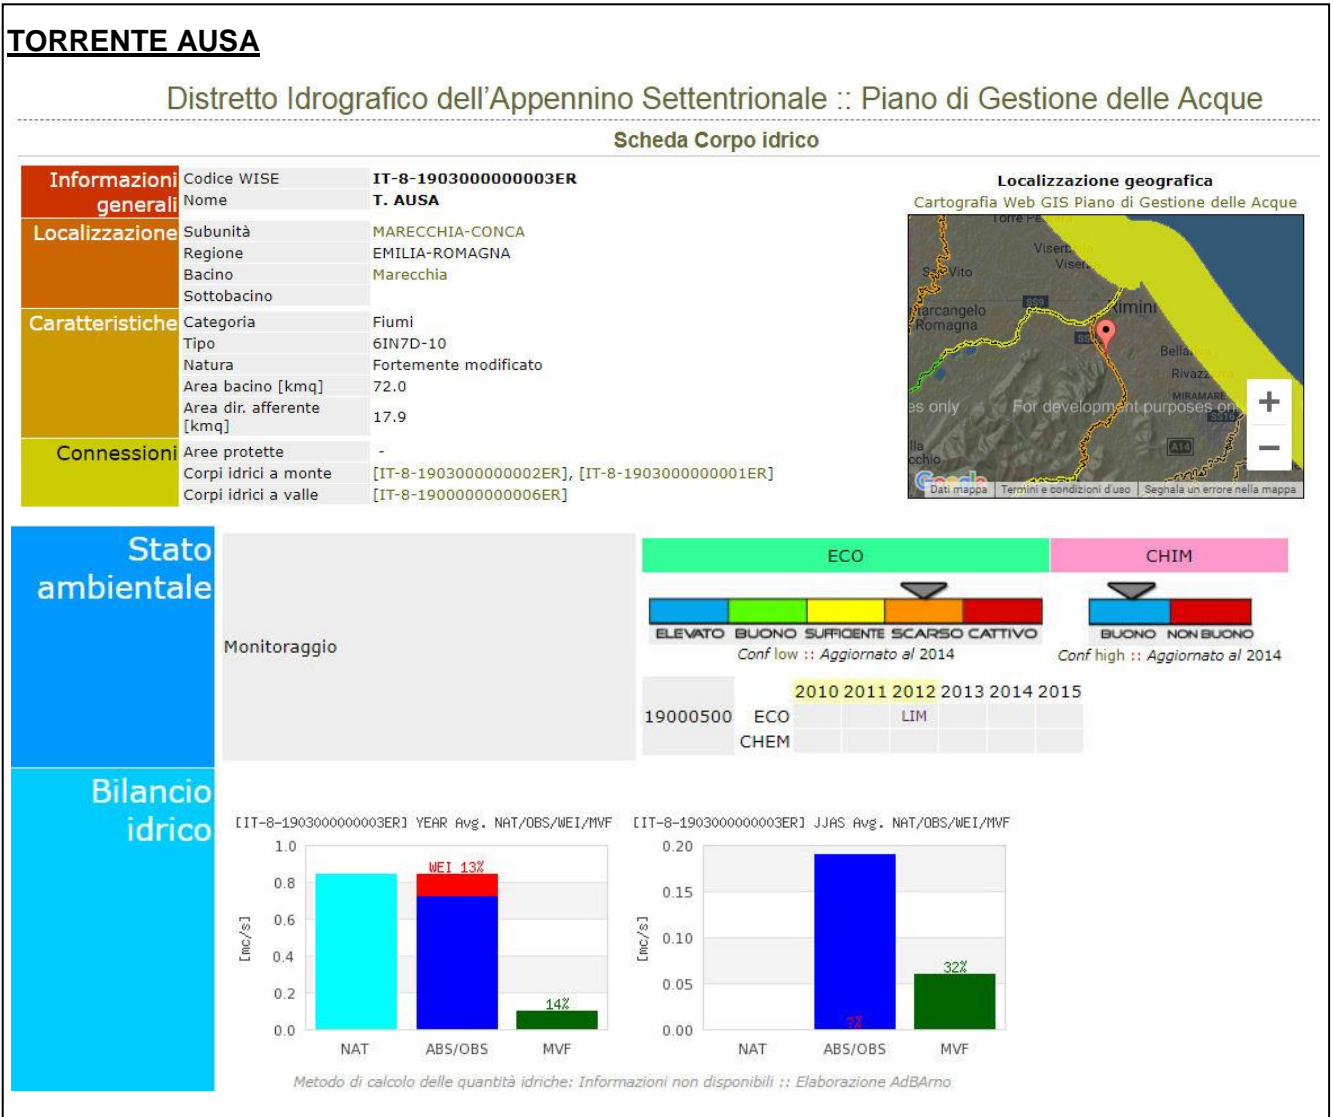 TORRENTE AUSA
Distretto Idrografico dell'Appennino Settentrionale :: Piano di Gestione delle Acque
Scheda Corpo idrico
Informazioni generali
Codice WISE IT-8-1903000000003ER
Nome T. AUSA
Localizzazione
Subunità MARECCHIA-CONCA
Regione EMILIA-ROMAGNA
Bacino Marecchia
Sottobacino
Caratteristiche
Categoria Fiumi
Tipo 6IN7D-10
Natura Fortemente modificato
Area bacino [kmq] 72.0
Area dir. afferente [kmq] 17.9
Connessioni
Aree protette -
Corpi idrici a monte [IT-8-1903000000002ER], [IT-8-1903000000001ER]
Corpi idrici a valle [IT-8-1900000000006ER]
Localizzazione geografica
Cartografia Web GIS Piano di Gestione delle Acque
Vito
SS9
Rimini
arcangelo
Romagna
MIRAMARE
es only
For development purposes on
SS16
A14
+
−
Google
Dati mappa
Termini e condizioni d'uso
Segnala un errore nella mappa
Stato
ambientale
Monitoraggio
ECO
CHIM
ELEVATO BUONO SUFFICIENTE SCARSO CATTIVO
BUONO NON BUONO
Conf low :: Aggiornato al 2014
Conf high :: Aggiornato al 2014
2010 2011 2012 2013 2014 2015
19000500 ECO LIM
CHEM
Bilancio
idrico
[IT-8-1903000000003ER] YEAR Avg. NAT/OBS/WEI/MVF
[mc/s]
1.0
0.8
0.6
0.4
0.2
0.0
WEI 13%
14%
NAT ABS/OBS MVF
[IT-8-1903000000003ER] JJAS Avg. NAT/OBS/WEI/MVF
[mc/s]
0.20
0.15
0.10
0.05
0.00
?%
32%
NAT ABS/OBS MVF
Metodo di calcolo delle quantità idriche: Informazioni non disponibili :: Elaborazione AdBArno